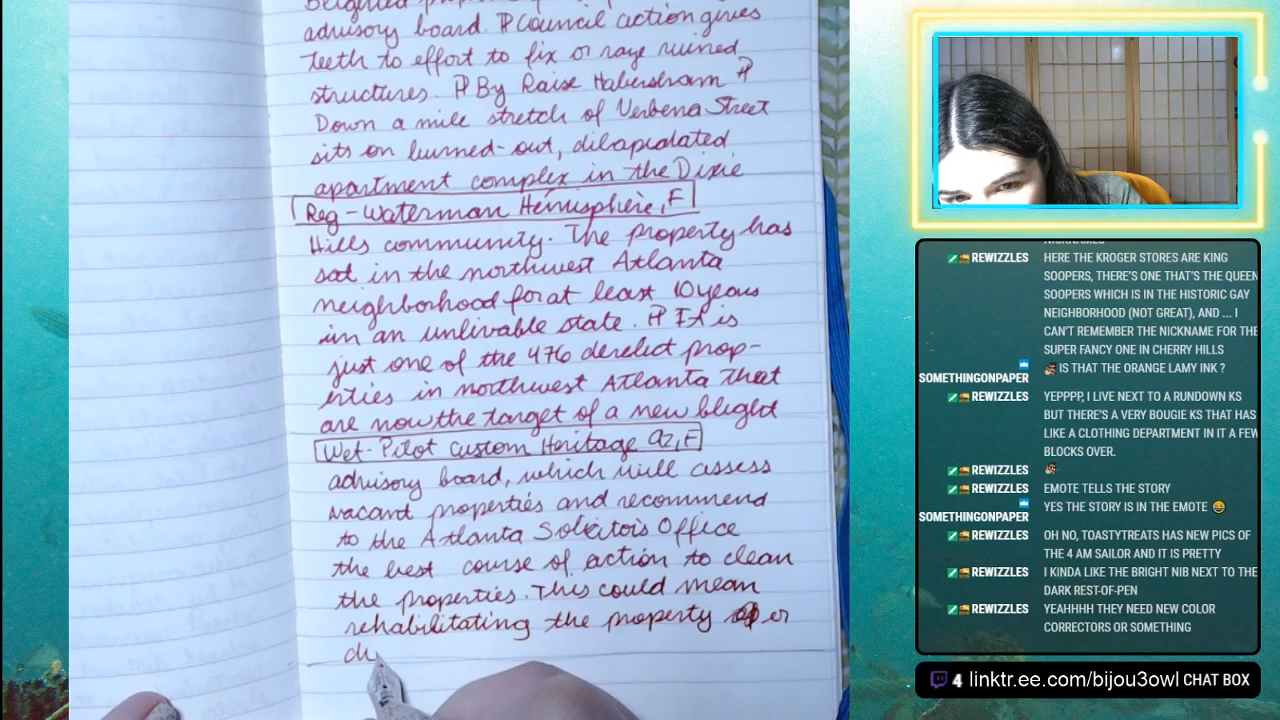 advisory board. ¶ Council action gives
teeth to effort to fix or raze ruined
structures. ¶ By Raise Habersham ¶
Down a mile stretch of Verbena Street
sits on burned-out, dilapidated
apartment complex in the Dixie
Reg - Waterman Hémisphère, F
Hills community. The property has
sat in the northwest Atlanta
neighborhood for at least 10 years
in an unlivable state. ¶ It is
just one of the 476 derelect prop-
erties in northwest Atlanta that
are now the target of a new blight
Wet - Pilot Custom Heritage 92, F
advisory board, which will assess
vacant properties and recommend
to the Atlanta Solicitor's Office
the best course of action to clean
the properties. This could mean
rehabilitating the property or
NICKNAMES
REWIZZLES HERE THE KROGER STORES ARE KING
SOOPERS, THERE'S ONE THAT'S THE QUEEN
SOOPERS WHICH IS IN THE HISTORIC GAY
NEIGHBORHOOD (NOT GREAT), AND ... I
CAN'T REMEMBER THE NICKNAME FOR THE
SUPER FANCY ONE IN CHERRY HILLS
SOMETHINGONPAPER IS THAT THE ORANGE LAMY INK ?
REWIZZLES YEPPPP, I LIVE NEXT TO A RUNDOWN KS
BUT THERE'S A VERY BOUGIE KS THAT HAS
LIKE A CLOTHING DEPARTMENT IN IT A FEW
BLOCKS OVER.
REWIZZLES
REWIZZLES EMOTE TELLS THE STORY
SOMETHINGONPAPER YES THE STORY IS IN THE EMOTE 😅
REWIZZLES OH NO, TOASTYTREATS HAS NEW PICS OF
THE 4 AM SAILOR AND IT IS PRETTY
REWIZZLES I KINDA LIKE THE BRIGHT NIB NEXT TO THE
DARK REST-OF-PEN
REWIZZLES YEAHHHH THEY NEED NEW COLOR
CORRECTORS OR SOMETHING
4 linktr.ee.com/bijou3owl CHAT BOX